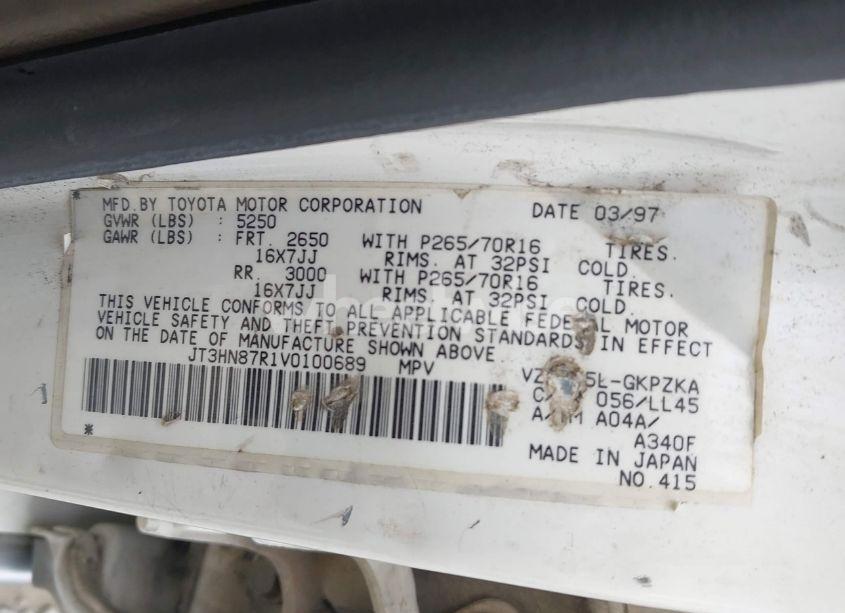 MFD. BY TOYOTA MOTOR CORPORATION DATE 03/97
GVWR (LBS) : 5250
GAWR (LBS) : FRT. 2650 WITH P265/70R16 TIRES.
16X7JJ RIMS. AT 32PSI COLD.
RR. 3000 WITH P265/70R16 TIRES.
16X7JJ RIMS. AT 32PSI COLD.
THIS VEHICLE CONFORMS TO ALL APPLICABLE FEDERAL MOTOR
VEHICLE SAFETY AND THEFT PREVENTION STANDARDS IN EFFECT
ON THE DATE OF MANUFACTURE SHOWN ABOVE.
JT3HN87R1V0100689 MPV
5L-GKPZKA
056/LL45
A04A/
A340F
MADE IN JAPAN
NO.415